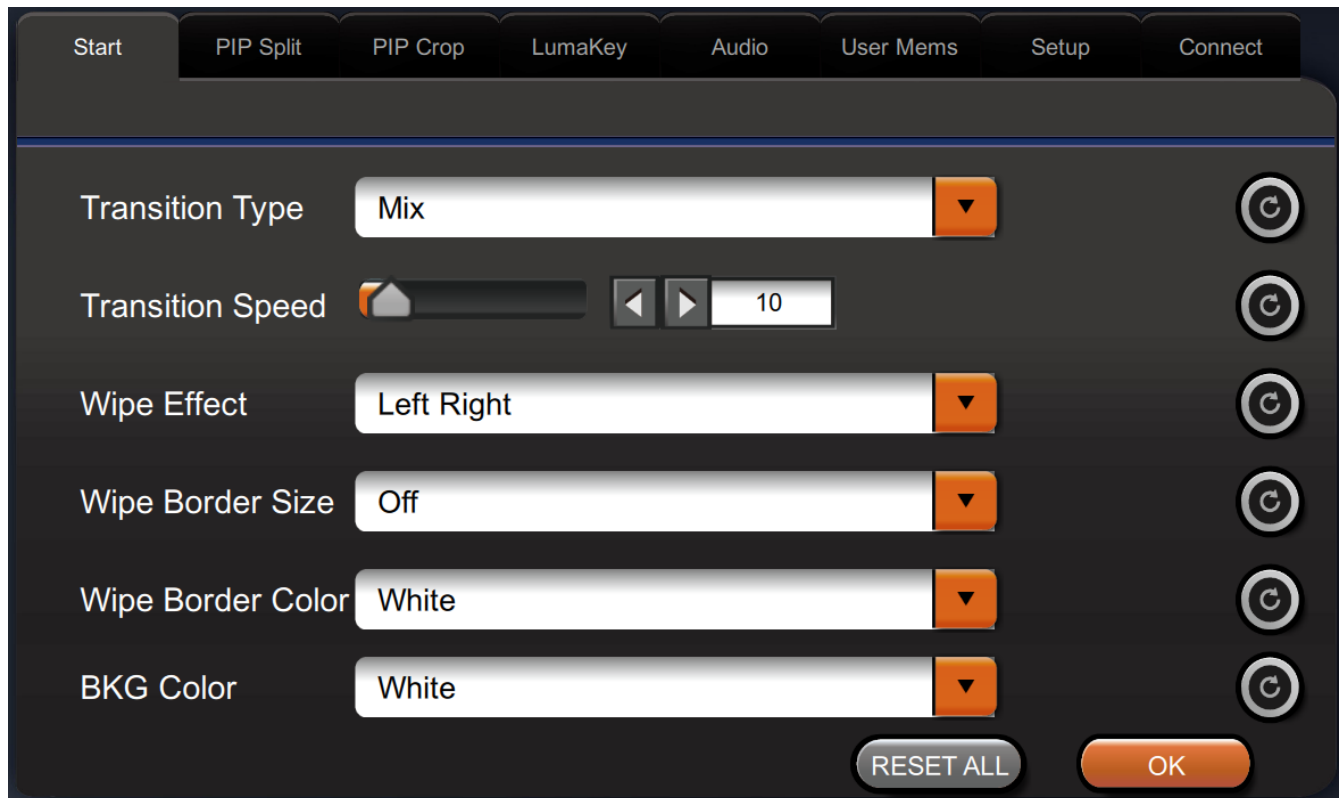 Start PIP Split PIP Crop LumaKey Audio User Mems Setup Connect
Transition Type Mix
Transition Speed 10
Wipe Effect Left Right
Wipe Border Size Off
Wipe Border Color White
BKG Color White
RESET ALL OK